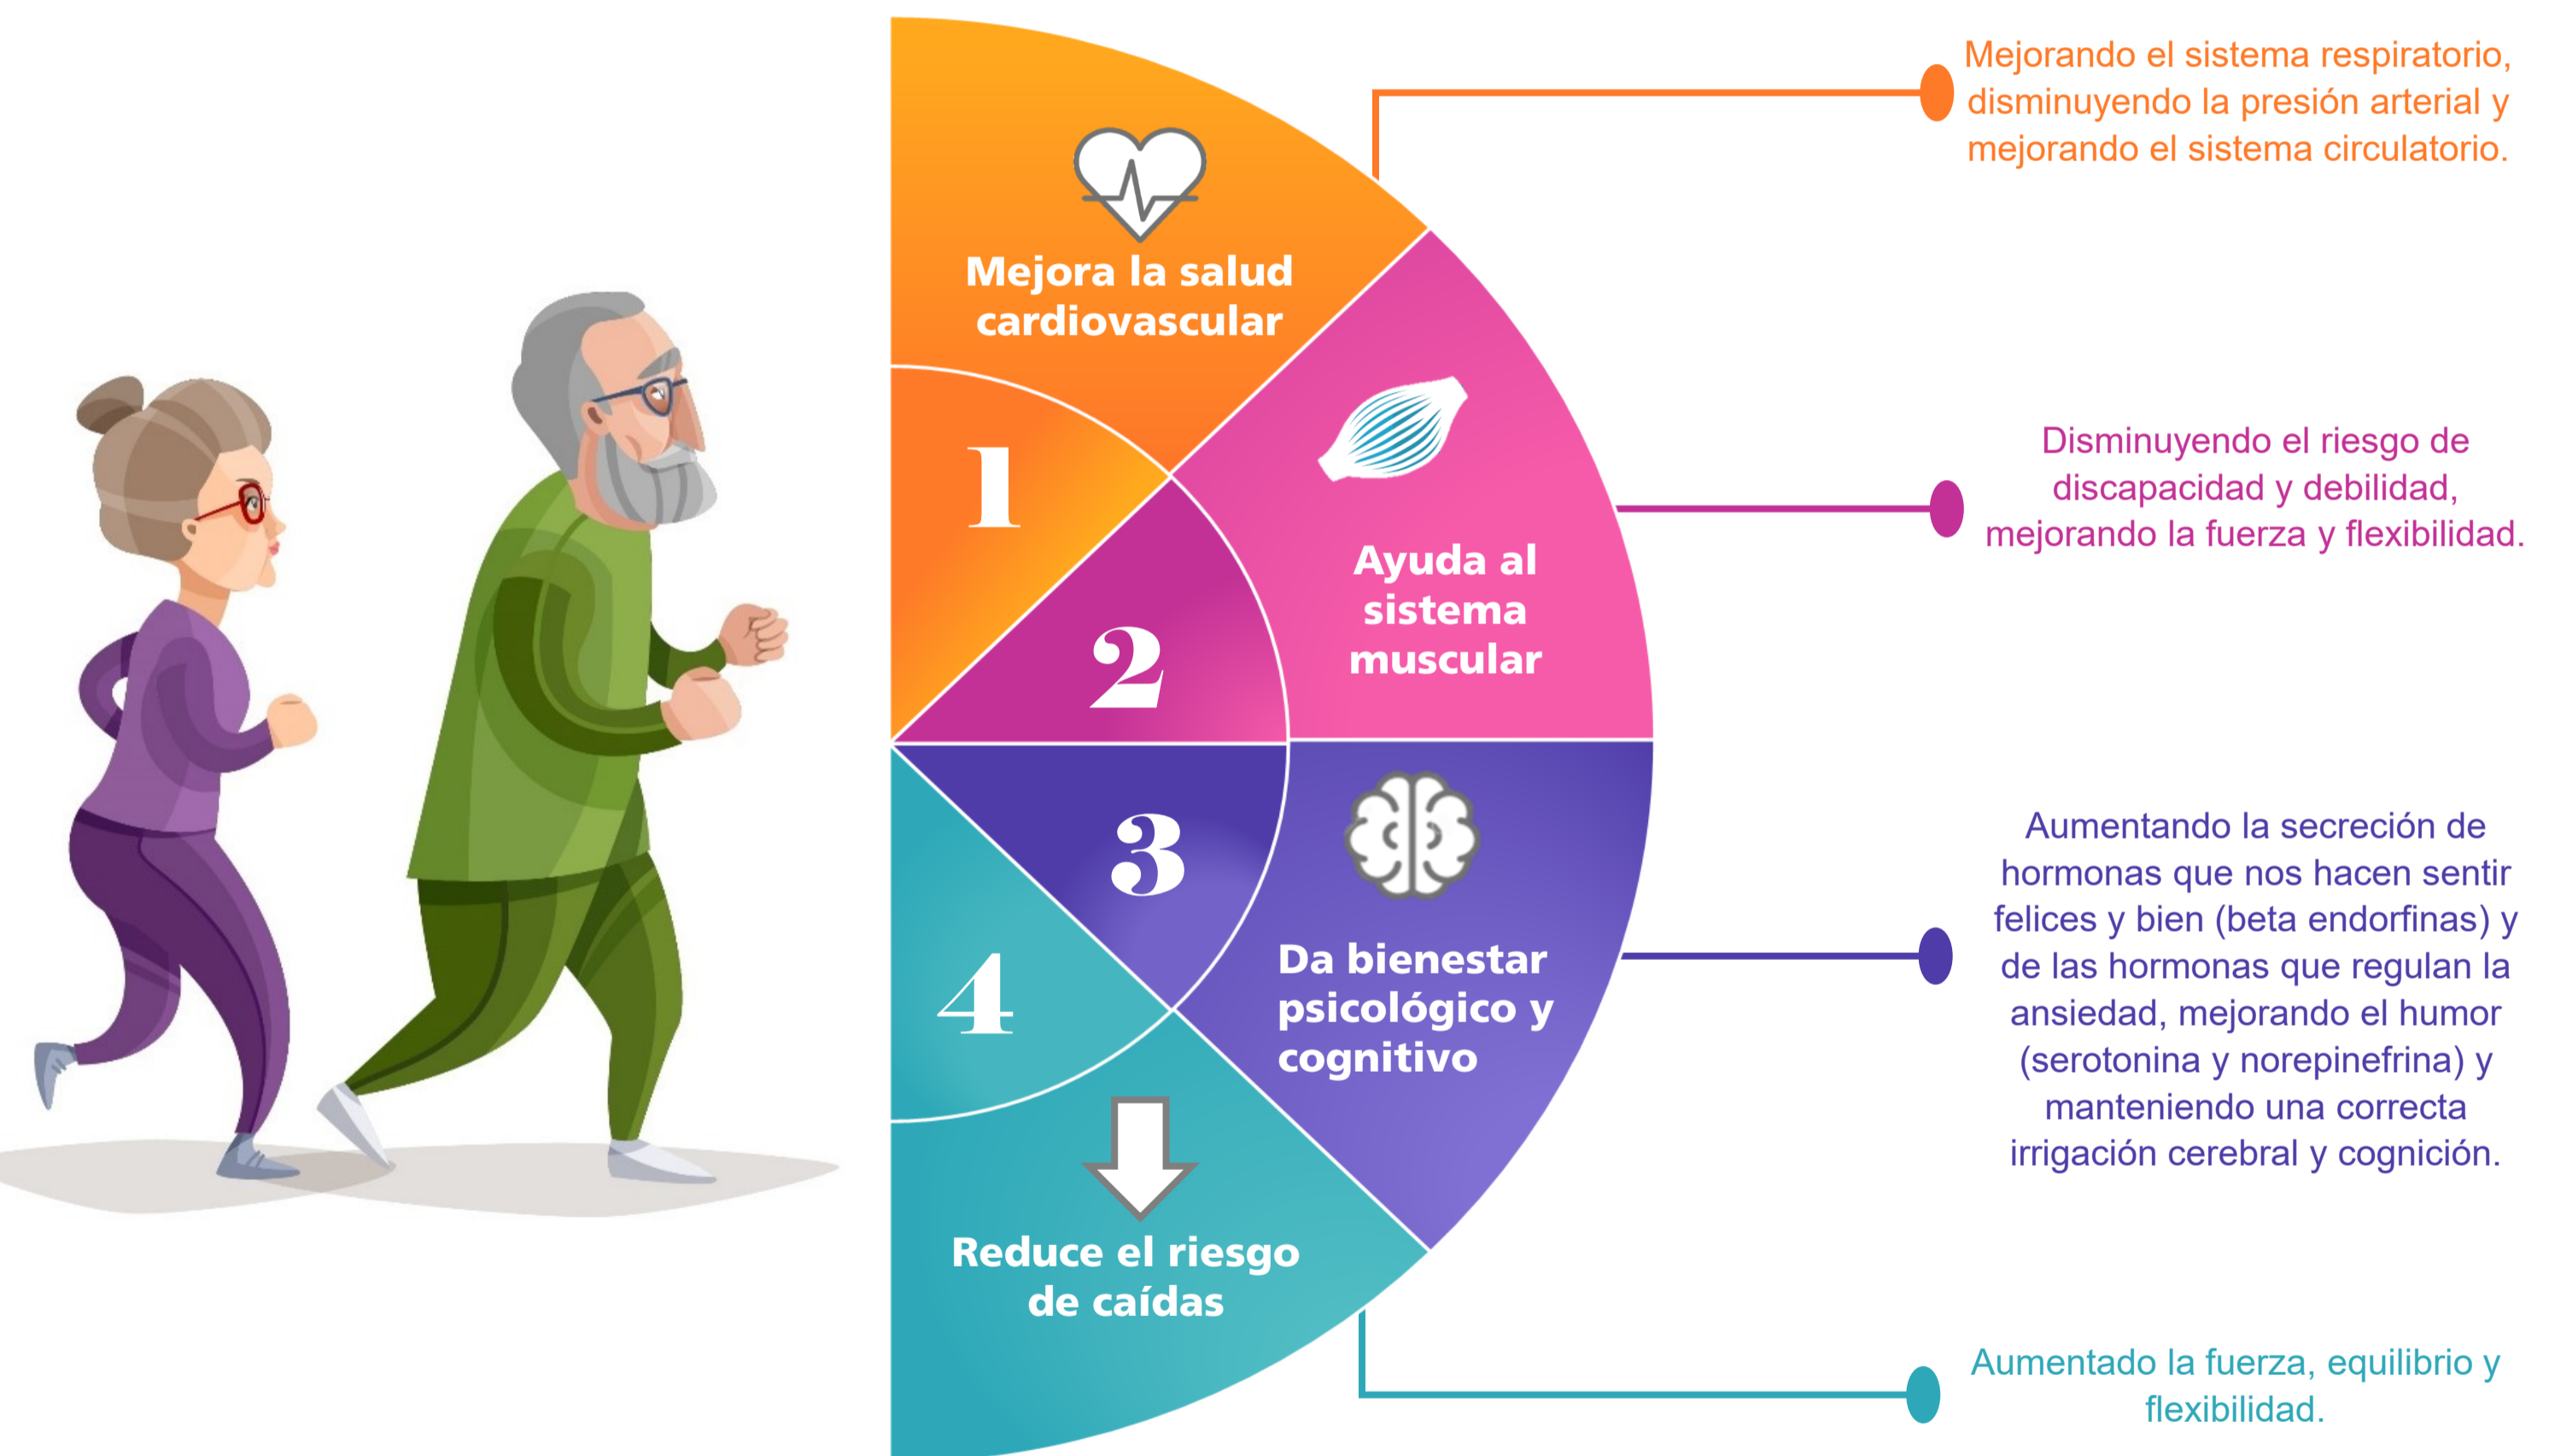 Mejorando el sistema respiratorio,
disminuyendo la presión arterial y
mejorando el sistema circulatorio.
Mejora la salud
cardiovascular
1
Disminuyendo el riesgo de
discapacidad y debilidad,
mejorando la fuerza y flexibilidad.
Ayuda al
sistema
muscular
2
Aumentando la secreción de
hormonas que nos hacen sentir
felices y bien (beta endorfinas) y
de las hormonas que regulan la
ansiedad, mejorando el humor
(serotonina y norepinefrina) y
manteniendo una correcta
irrigación cerebral y cognición.
3
Da bienestar
psicológico y
cognitivo
4
Reduce el riesgo
de caídas
Aumentado la fuerza, equilibrio y
flexibilidad.